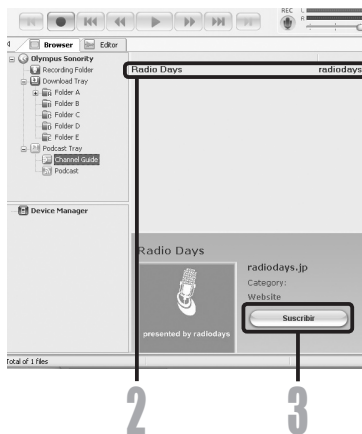 REC L
R
Browser Editor
Olympus Sonority
Recording Folder
Download Tray
Folder A
Folder B
Folder C
Folder D
Folder E
Podcast Tray
Channel Guide
Podcast
Radio Days radiodays
Device Manager
Radio Days
presented by radiodays
radiodays.jp
Category:
Website
Suscribir
Total of 1 files
2 3